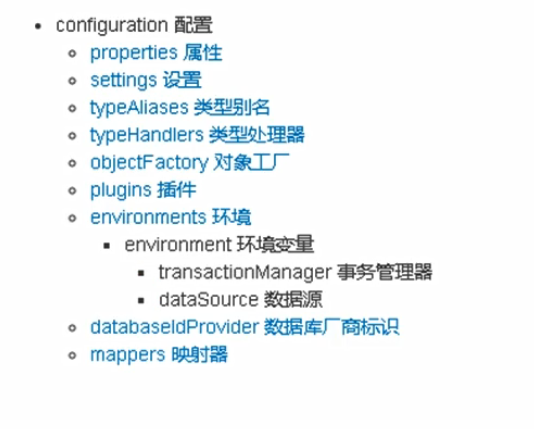 configuration 配置
properties 属性
settings 设置
typeAliases 类型别名
typeHandlers 类型处理器
objectFactory 对象工厂
plugins 插件
environments 环境
environment 环境变量
transactionManager 事务管理器
dataSource 数据源
databaseIdProvider 数据库厂商标识
mappers 映射器